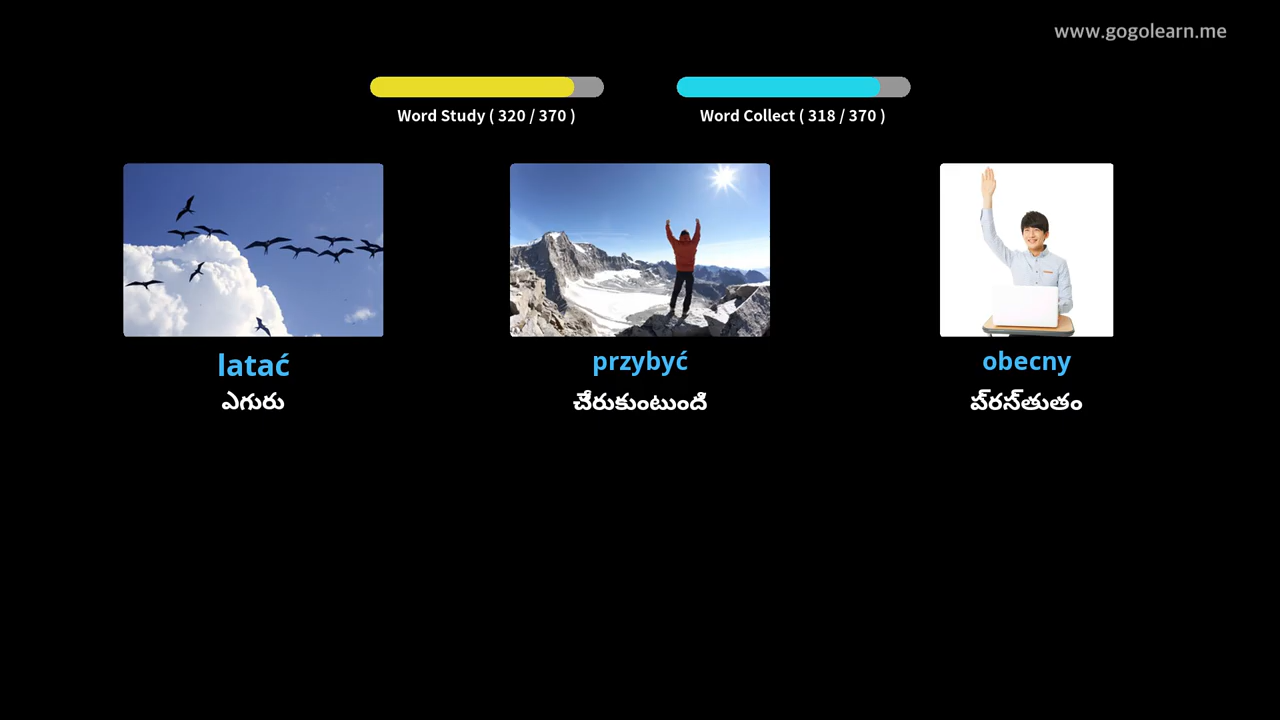 www.gogolearn.me
Word Study ( 320 / 370 )
Word Collect ( 318 / 370 )
latać
przybyć
obecny
ఎగురు
చేరుకుంటుంది
ప్రస్తుతం